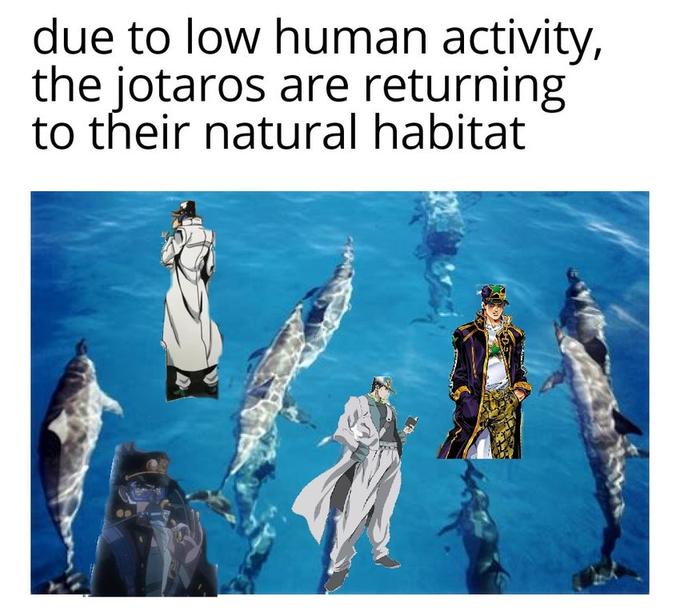 due to low human activity,
the jotaros are returning
to their natural habitat